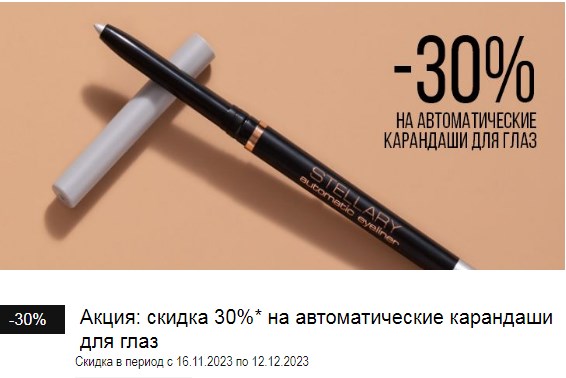 -30%
НА АВТОМАТИЧЕСКИЕ
КАРАНДАШИ ДЛЯ ГЛАЗ
STELLARY
automatic eyeliner
-30%
Акция: скидка 30%* на автоматические карандаши
для глаз
Скидка в период с 16.11.2023 по 12.12.2023